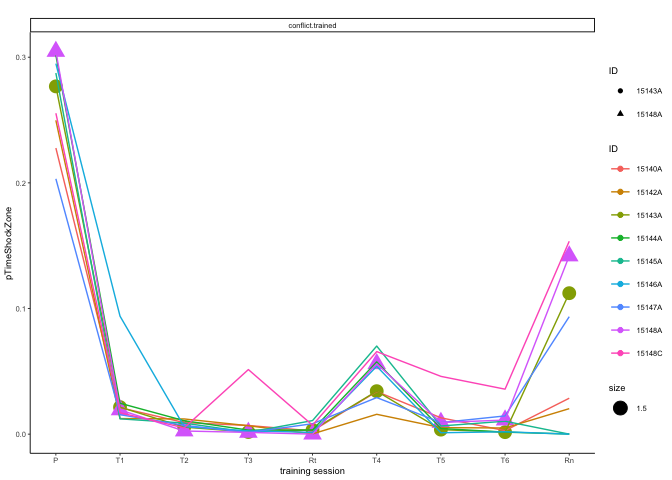 conflict.trained
pTimeShockZone
0.3
0.2
0.1
0.0
P T1 T2 T3 Rt T4 T5 T6 Rn
training session
ID
15143A
15148A
ID
15140A
15142A
15143A
15144A
15145A
15146A
15147A
15148A
15148C
size
1.5